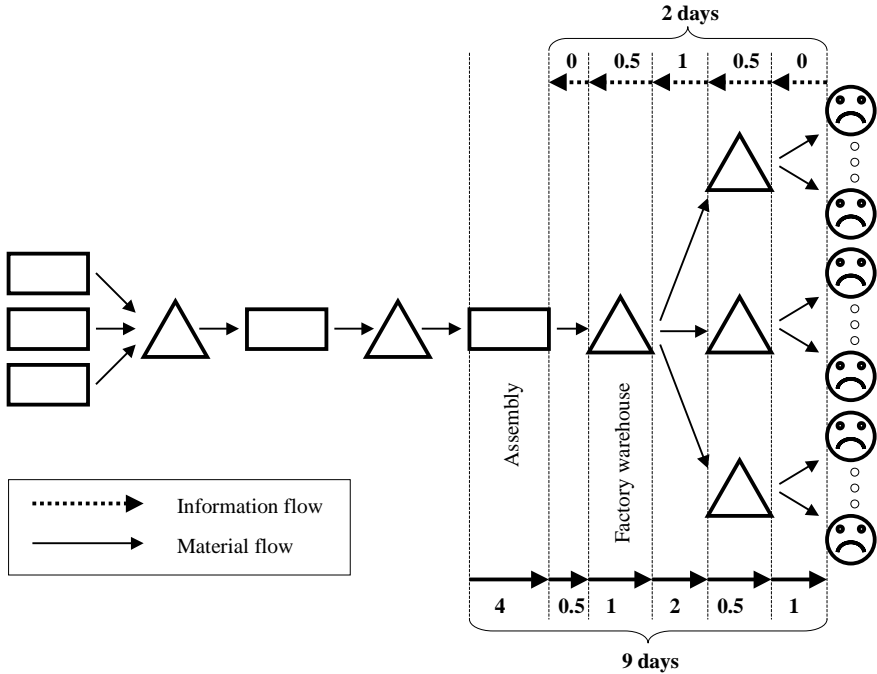 2 days
0 0.5 1 0.5 0
Assembly
Factory warehouse
Information flow
Material flow
4 0.5 1 2 0.5 1
9 days